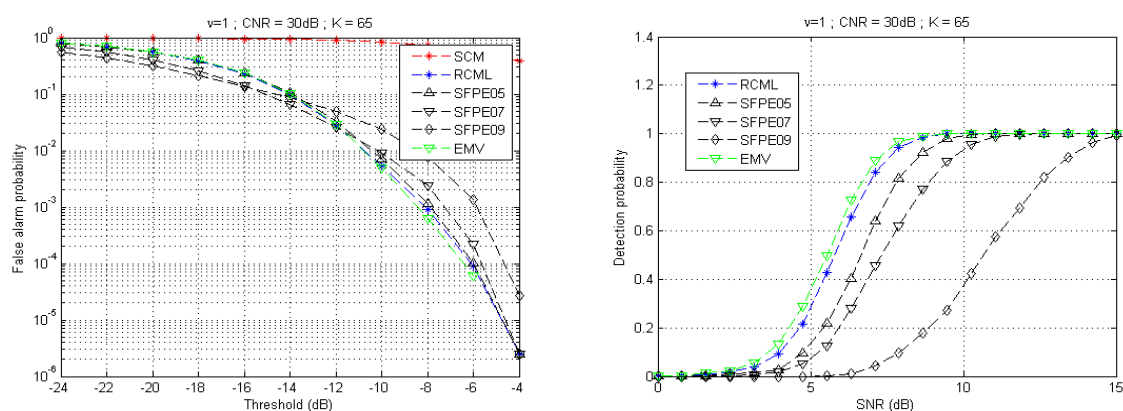 v=1 ; CNR = 30dB ; K = 65
10^0
10^-1
10^-2
10^-3
10^-4
10^-5
10^-6
False alarm probability
SCM
RCML
SFPE05
SFPE07
SFPE09
EMV
-24
-22
-20
-18
-16
-14
-12
-10
-8
-6
-4
Threshold (dB)
v=1 ; CNR = 30dB ; K = 65
1.4
1.2
1
0.8
0.6
0.4
0.2
0
Detection probability
RCML
SFPE05
SFPE07
SFPE09
EMV
0
5
10
15
SNR (dB)